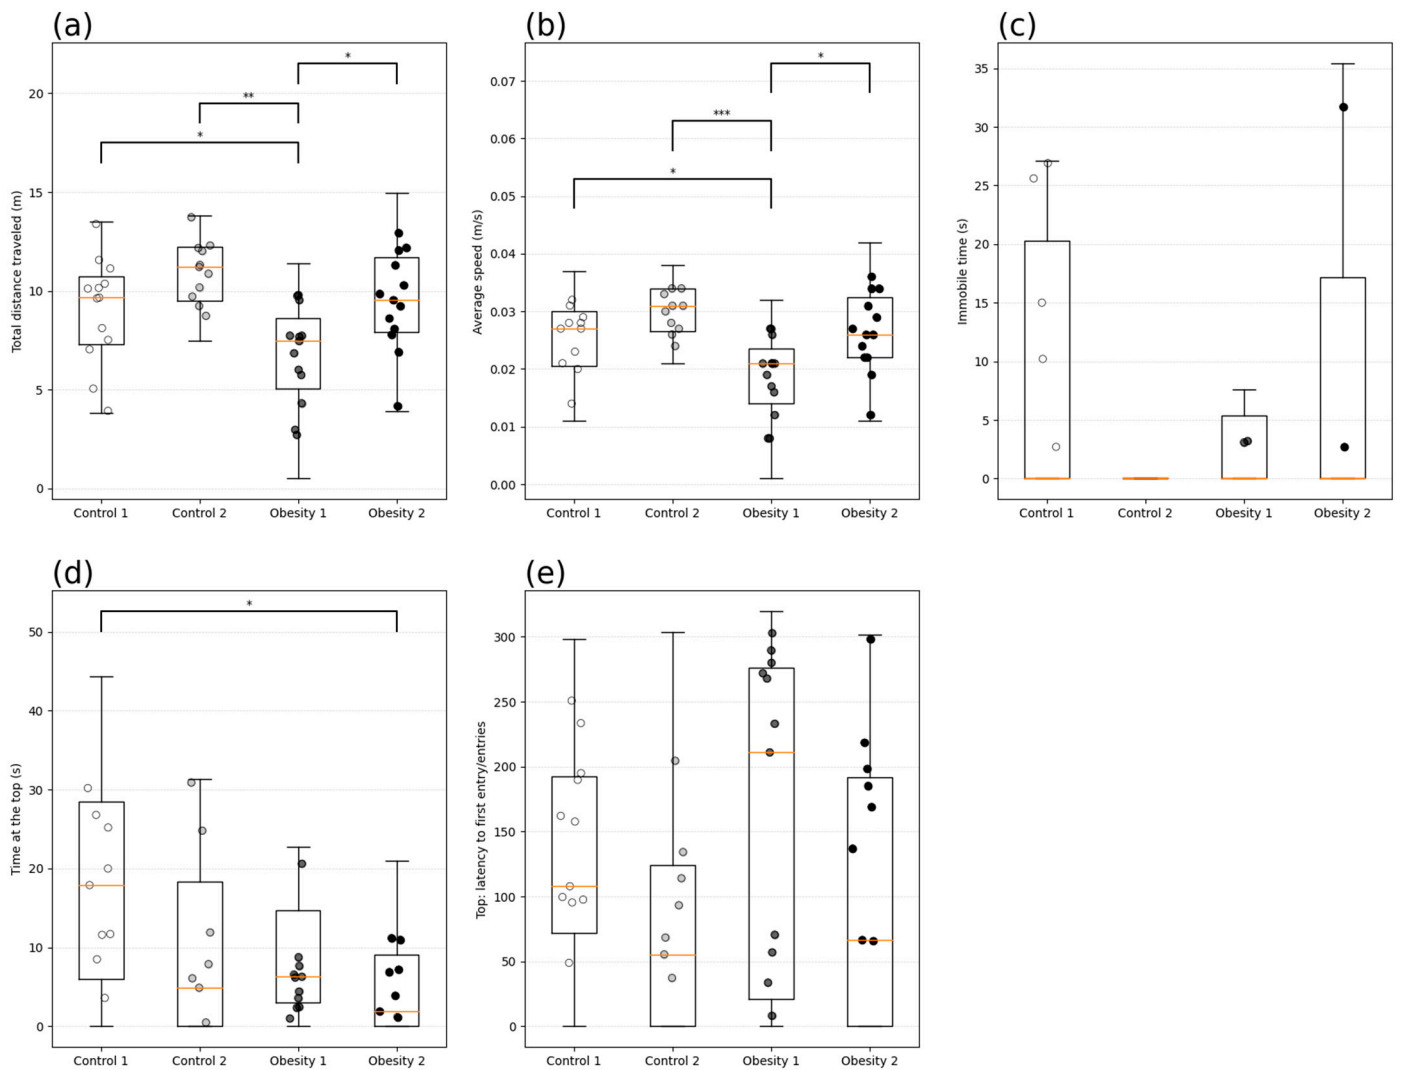 (a)
Total distance traveled (m)
20
15
10
5
0
*
**
*
Control 1
Control 2
Obesity 1
Obesity 2
(b)
Average speed (m/s)
0.07
0.06
0.05
0.04
0.03
0.02
0.01
0.00
*
***
*
Control 1
Control 2
Obesity 1
Obesity 2
(c)
Immobile time (s)
35
30
25
20
15
10
5
0
Control 1
Control 2
Obesity 1
Obesity 2
(d)
Time at the top (s)
50
40
30
20
10
0
*
Control 1
Control 2
Obesity 1
Obesity 2
(e)
Top: latency to first entry/entries
300
250
200
150
100
50
0
Control 1
Control 2
Obesity 1
Obesity 2